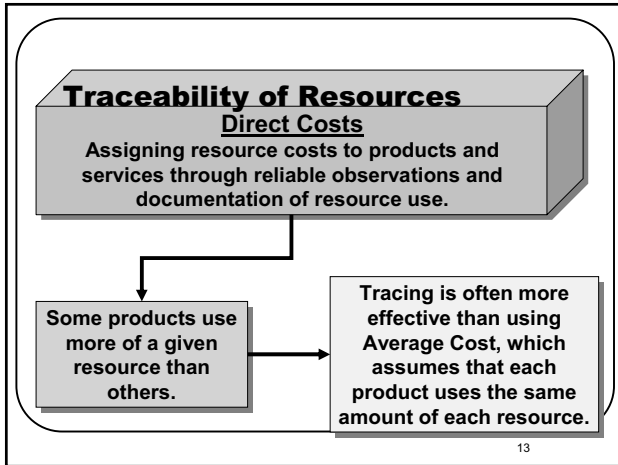 Traceability of Resources
Direct Costs
Assigning resource costs to products and
services through reliable observations and
documentation of resource use.
Some products use
more of a given
resource than
others.
Tracing is often more
effective than using
Average Cost, which
assumes that each
product uses the same
amount of each resource.
13